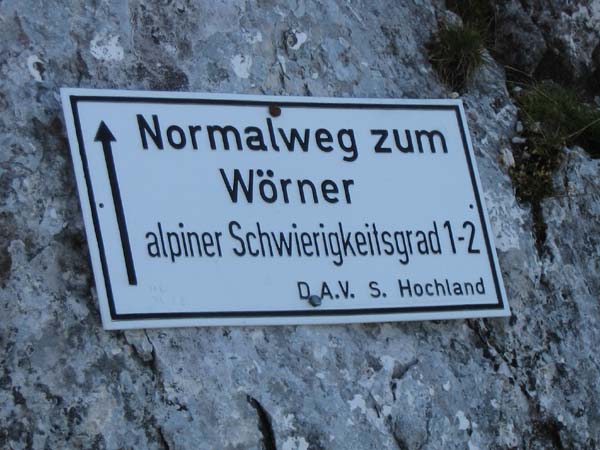 Normalweg zum
Wörner
alpiner Schwierigkeitsgrad 1-2
D.A.V. S. Hochland